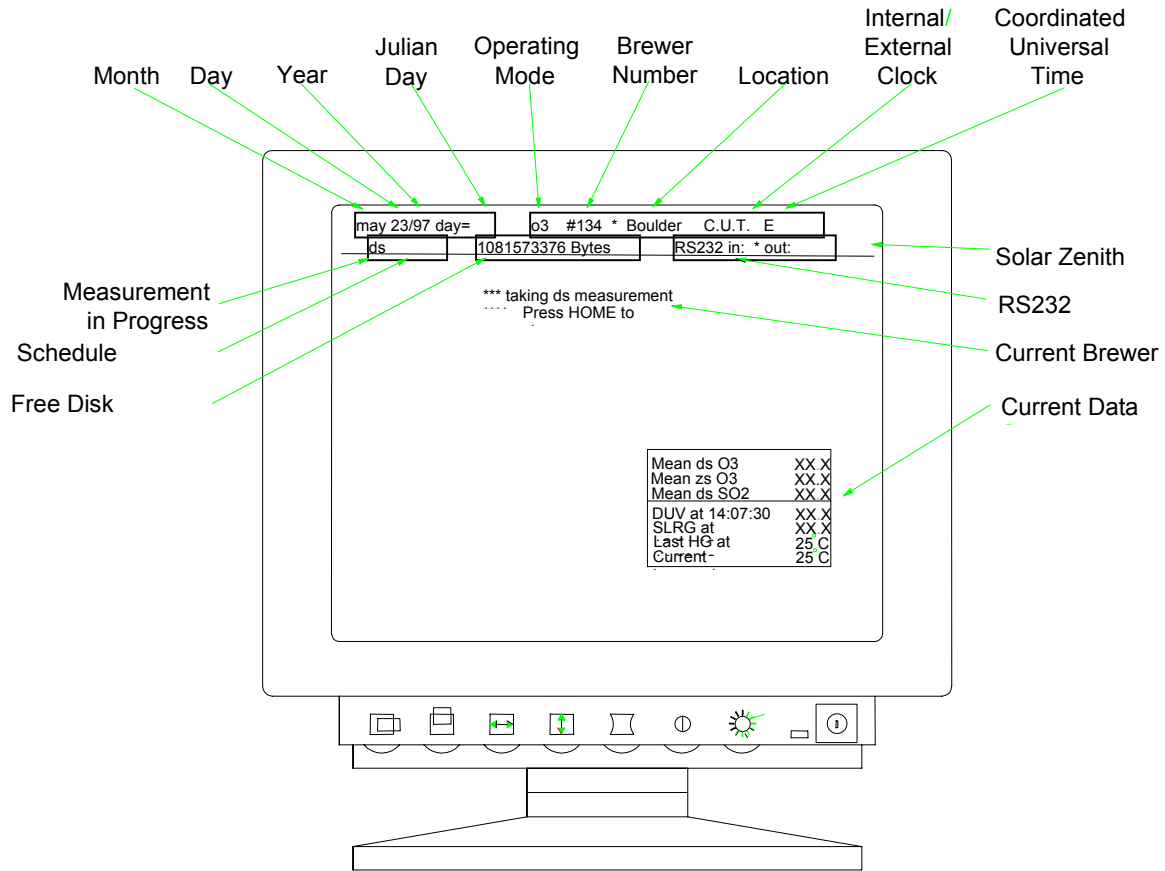 Month Day Year
Julian
Day
Operating
Mode
Brewer
Number
Location
Internal/
External
Clock
Coordinated
Universal
Time
may 23/97 day=
o3 #134 * Boulder C.U.T. E
ds
1081573376 Bytes
RS232 in: * out:
Solar Zenith
RS232
Current Brewer
Current Data
Measurement
in Progress
Schedule
Free Disk
*** taking ds measurement
Press HOME to
Mean ds O3 XX.X
Mean zs O3 XX.X
Mean ds SO2 XX.X
DUV at 14:07:30 XX.X
SLRG at XX.X
Last HG at 25°C
Current 25°C